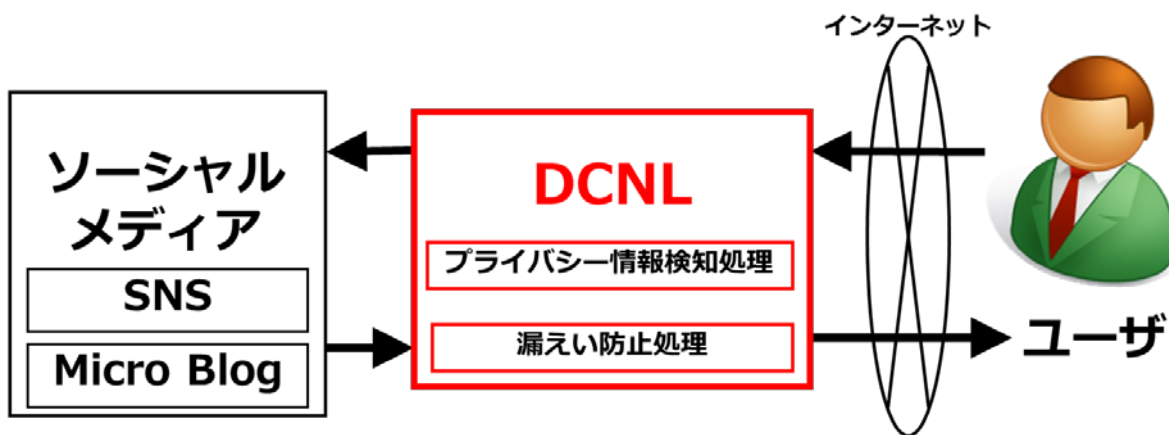 インターネット
ソーシャル
メディア
SNS
Micro Blog
DCNL
プライバシー情報検知処理
漏えい防止処理
ユーザ